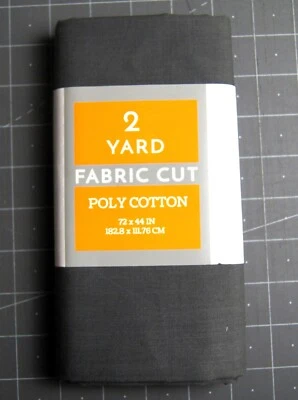 2
YARD
FABRIC CUT
POLY COTTON
72 x 44 IN
182.8 x 111.76 CM